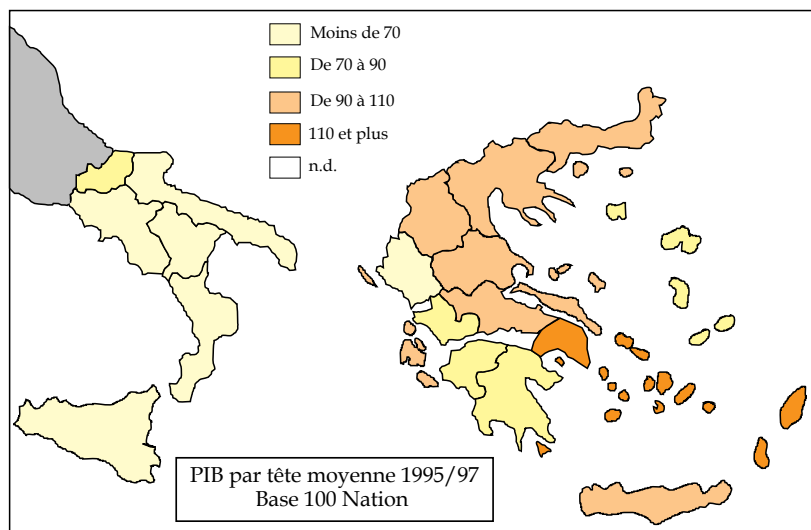 Moins de 70
De 70 à 90
De 90 à 110
110 et plus
n.d.
PIB par tête moyenne 1995/97
Base 100 Nation